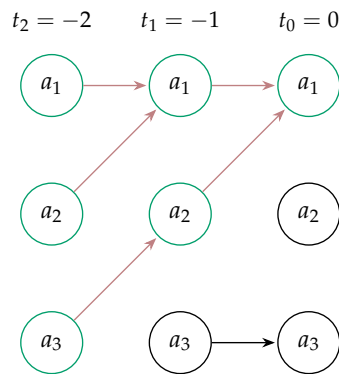 t₂ = −2 t₁ = −1 t₀ = 0
a₁ a₁ a₁
a₂ a₂ a₂
a₃ a₃ a₃